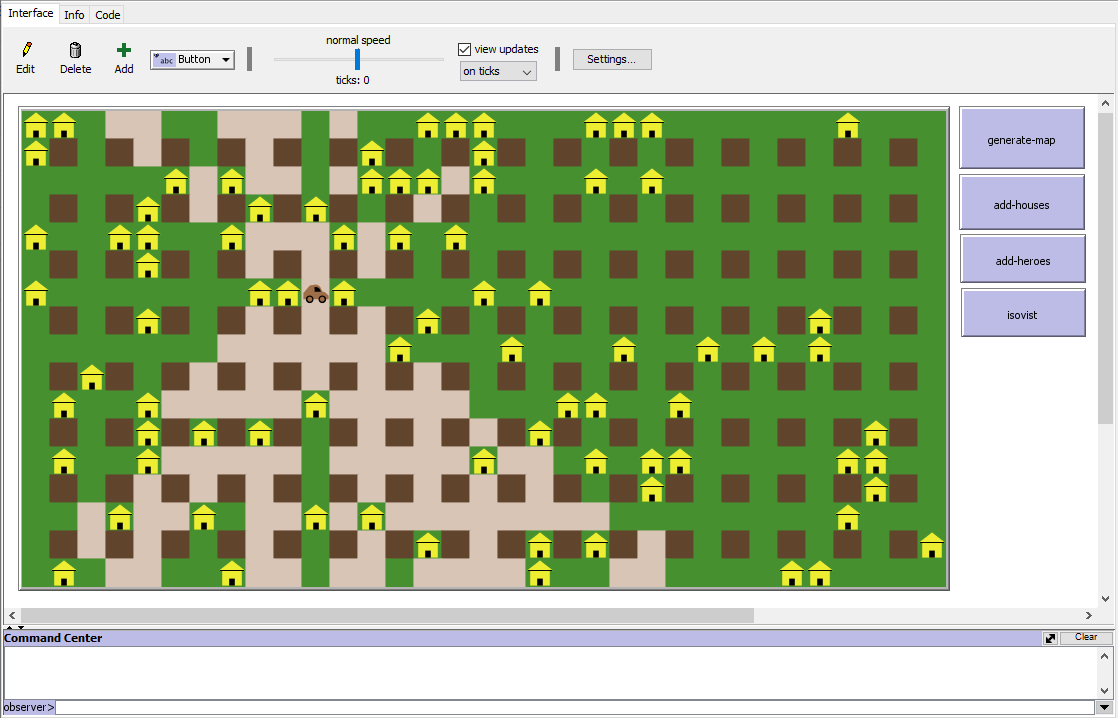 Interface Info Code
normal speed
Edit Delete Add abc Button view updates Settings...
ticks: 0 on ticks
generate-map
add-houses
add-heroes
isovist
Command Center Clear
observer>